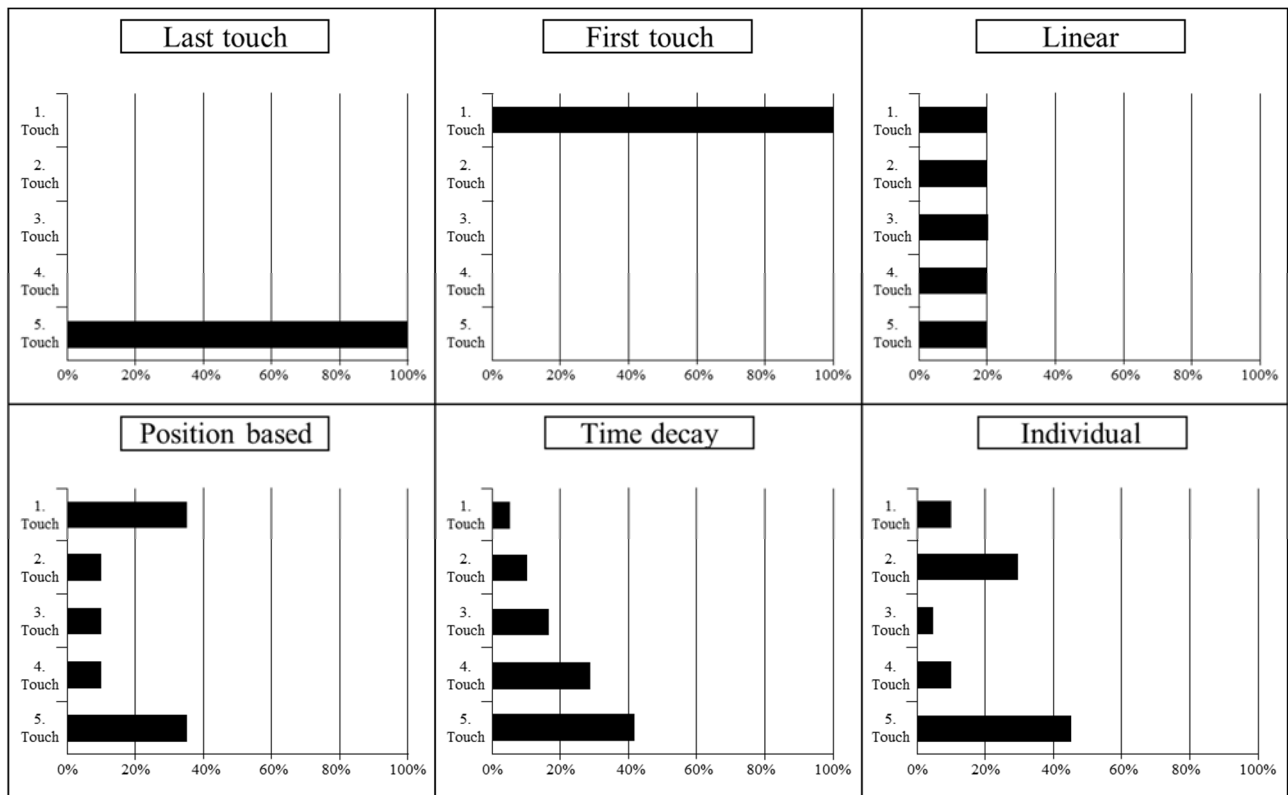 Last touch
1.
Touch
2.
Touch
3.
Touch
4.
Touch
5.
Touch
0% 20% 40% 60% 80% 100%
First touch
1.
Touch
2.
Touch
3.
Touch
4.
Touch
5.
Touch
0% 20% 40% 60% 80% 100%
Linear
1.
Touch
2.
Touch
3.
Touch
4.
Touch
5.
Touch
0% 20% 40% 60% 80% 100%
Position based
1.
Touch
2.
Touch
3.
Touch
4.
Touch
5.
Touch
0% 20% 40% 60% 80% 100%
Time decay
1.
Touch
2.
Touch
3.
Touch
4.
Touch
5.
Touch
0% 20% 40% 60% 80% 100%
Individual
1.
Touch
2.
Touch
3.
Touch
4.
Touch
5.
Touch
0% 20% 40% 60% 80% 100%